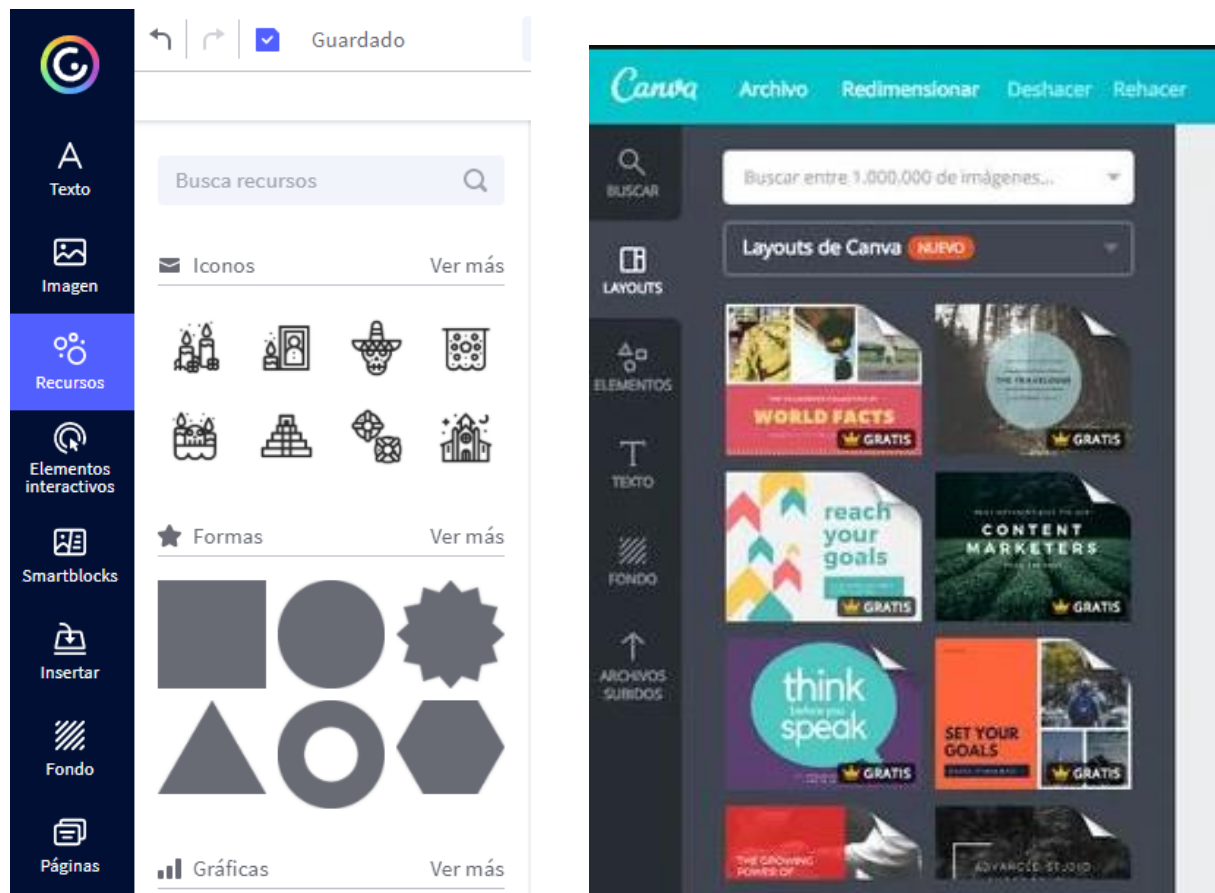 Guardado
Texto
Imagen
Recursos
Elementos
interactivos
Smartblocks
Insertar
Fondo
Páginas
Busca recursos
Iconos Ver más
Formas Ver más
Gráficas Ver más
Canva Archivo Redimensionar Deshacer Rehacer
BUSCAR
LAYOUTS
ELEMENTOS
TEXTO
FONDO
ARCHIVOS
SUBIDOS
Buscar entre 1.000.000 de imágenes...
Layouts de Canva NUEVO
WORLD FACTS
GRATIS
THE TRAVELOGUE
GRATIS
reach
your
goals
GRATIS
CONTENT
MARKETERS
GRATIS
think
before you
speak
GRATIS
SET YOUR
GOALS
GRATIS
THE GROWING
POWER OF
ADVANCED STUDIO